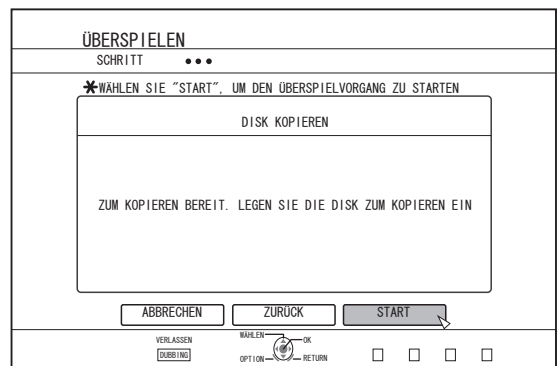 ÜBERSPIELEN
SCHRITT
WÄHLEN SIE "START", UM DEN ÜBERSPIELVORGANG ZU STARTEN
DISK KOPIEREN
ZUM KOPIEREN BEREIT. LEGEN SIE DIE DISK ZUM KOPIEREN EIN
ABBRECHEN ZURÜCK START
VERLASSEN
DUBBING
WÄHLEN OK
OPTION RETURN